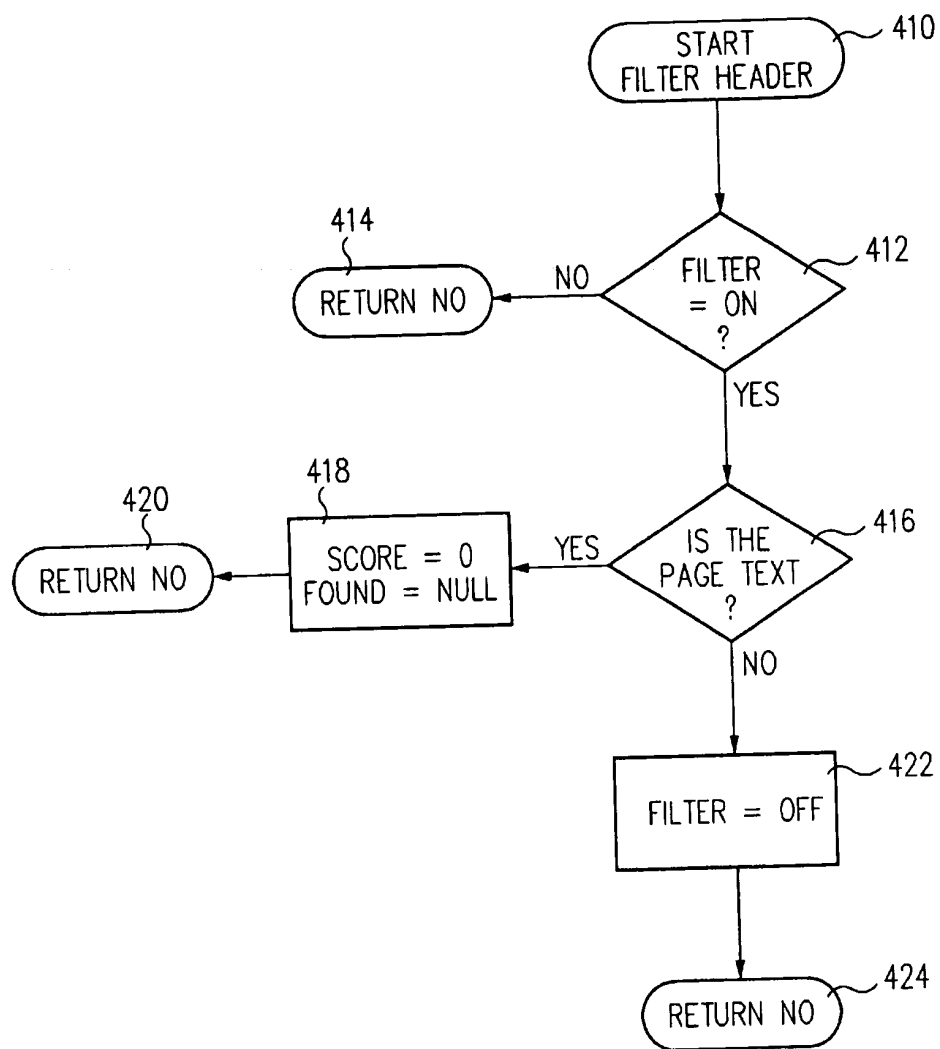 START
FILTER HEADER
410
FILTER
= ON
?
412
NO
414
RETURN NO
YES
IS THE
PAGE TEXT
?
416
YES
418
SCORE = 0
FOUND = NULL
420
RETURN NO
NO
FILTER = OFF
422
RETURN NO
424